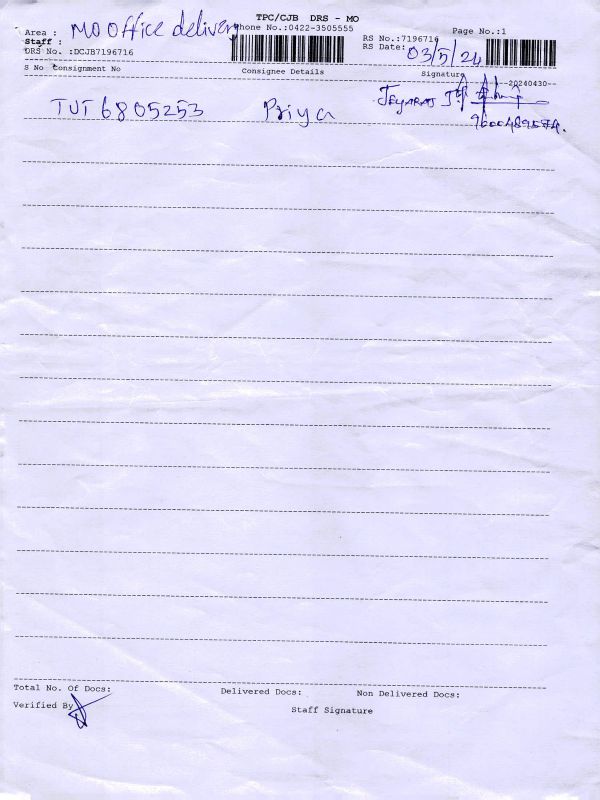 TPC/CJB DRS - MO
Area : MO Office delivery Phone No.:0422-3505555 Page No.:1
Staff : RS No.:7196716
DRS No. :DCJB7196716 RS Date: 03/5/24
S No Consignment No Consignee Details Signature
--20240430--
TUT 6805253 Priya JEYARAJ J
Total No. Of Docs: Delivered Docs: Non Delivered Docs:
Verified By
Staff Signature